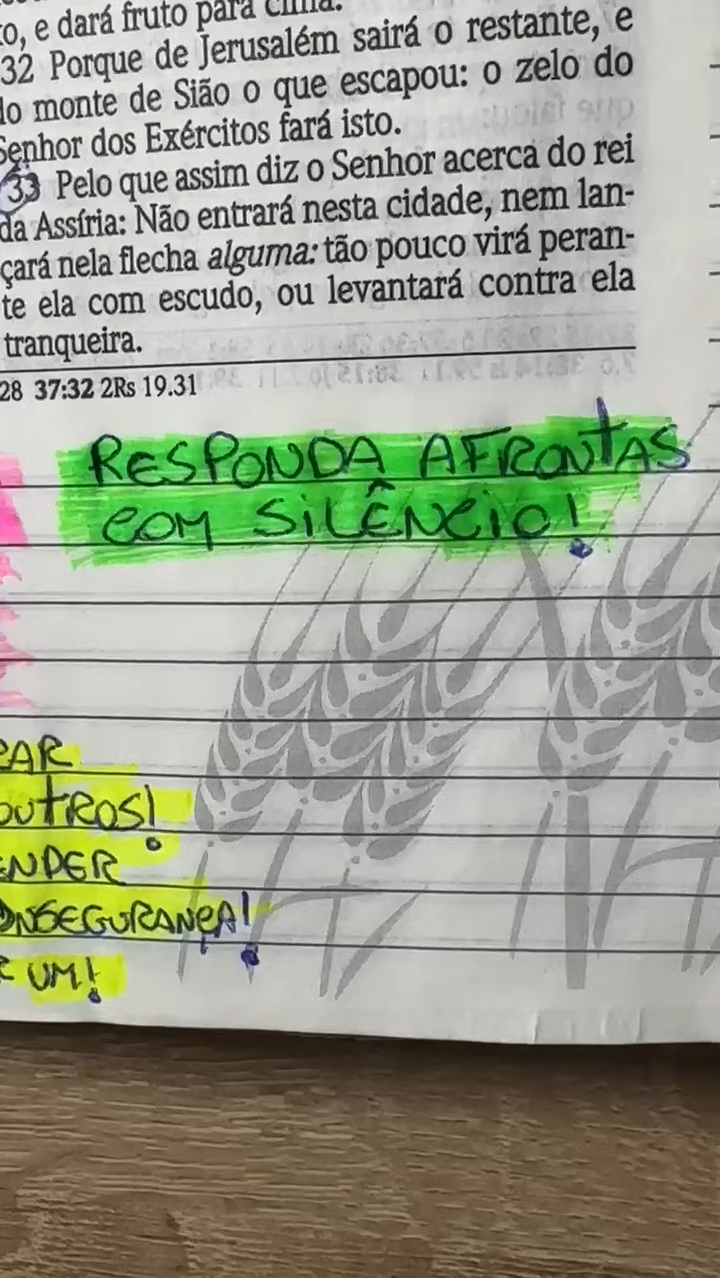 to, e dará fruto para cima.
32 Porque de Jerusalém sairá o restante, e
do monte de Sião o que escapou: o zelo do
Senhor dos Exércitos fará isto.
33 Pelo que assim diz o Senhor acerca do rei
da Assíria: Não entrará nesta cidade, nem lan-
çará nela flecha alguma: tão pouco virá peran-
te ela com escudo, ou levantará contra ela
tranqueira.
28 37:32 2Rs 19.31
RESPONDA AFRONTAS
COM SILÊNCIO!
OUTROS!
ENDER
UM!